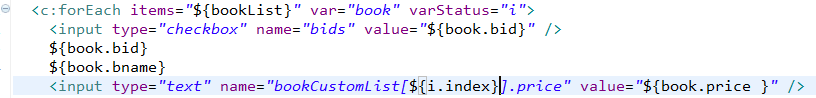 <c:forEach items="${bookList}" var="book" varStatus="i">
<input type="checkbox" name="bids" value="${book.bid}" />
${book.bid}
${book.bname}
<input type="text" name="bookCustomList[${i.index}].price" value="${book.price }" />